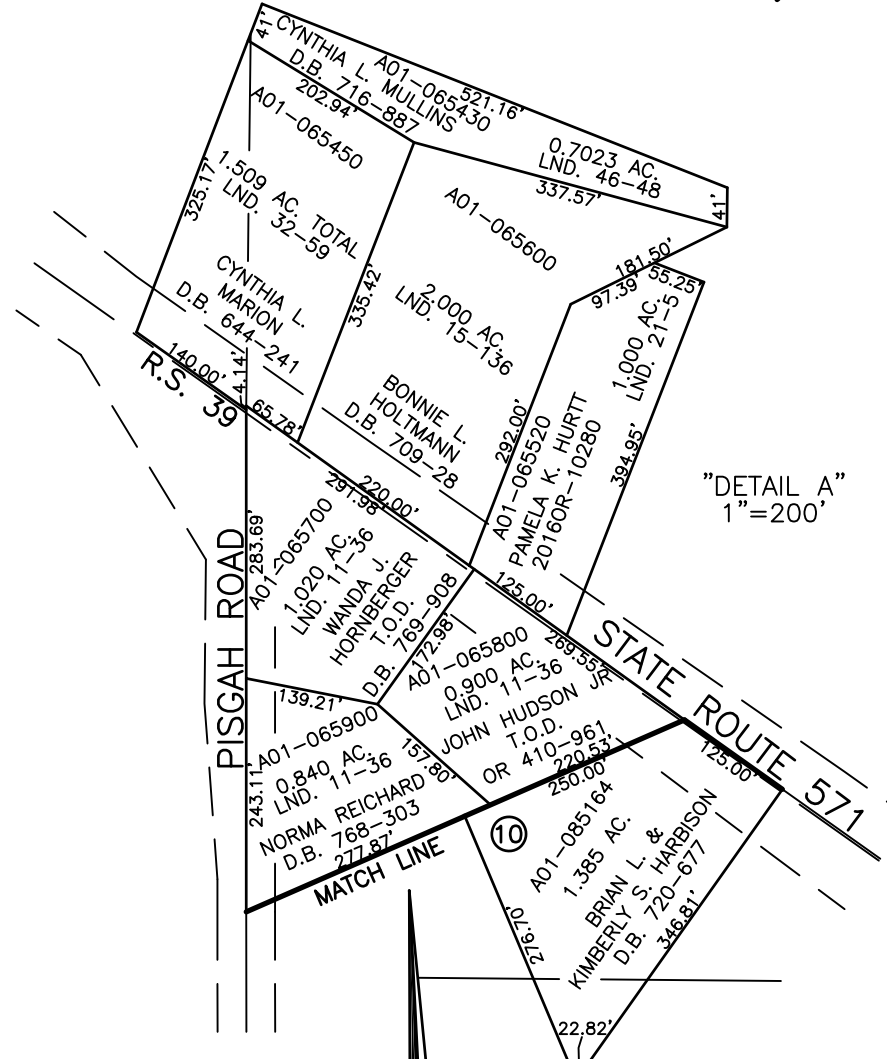 41'
CYNTHIA L. MULLINS
D.B. 716-887
A01-065430
521.16'
0.7023 AC.
LND. 46-48
41'
202.94'
337.57'
A01-065450
1.509 AC. TOTAL
LND. 32-59
CYNTHIA L.
MARION
D.B. 644-241
325.17'
335.42'
A01-065600
2.000 AC.
LND. 15-136
BONNIE L.
HOLTMANN
D.B. 709-28
181.50'
97.39'
55.25'
292.00'
A01-065520
PAMELA K. HURTT
2016OR-10280
1.000 AC.
LND. 21-5
394.95'
"DETAIL A"
1"=200'
140.00'
R.S. 39
4.14'
65.78'
220.00'
291.98'
283.69'
PISGAH ROAD
A01-065700
1.020 AC.
LND. 11-36
WANDA J.
HORNBERGER
T.O.D.
D.B. 769-908
172.98'
125.00'
269.55'
STATE ROUTE 571
A01-065800
0.900 AC.
LND. 11-36
JOHN HUDSON JR
T.O.D.
OR 410-961
139.21'
157.80'
220.53'
250.00'
125.00'
243.11'
A01-065900
0.840 AC.
LND. 11-36
NORMA REICHARD
D.B. 768-303
277.87'
MATCH LINE
10
A01-085164
1.385 AC.
BRIAN L. &
KIMBERLY S. HARBISON
D.B. 720-677
276.70'
346.81'
22.82'